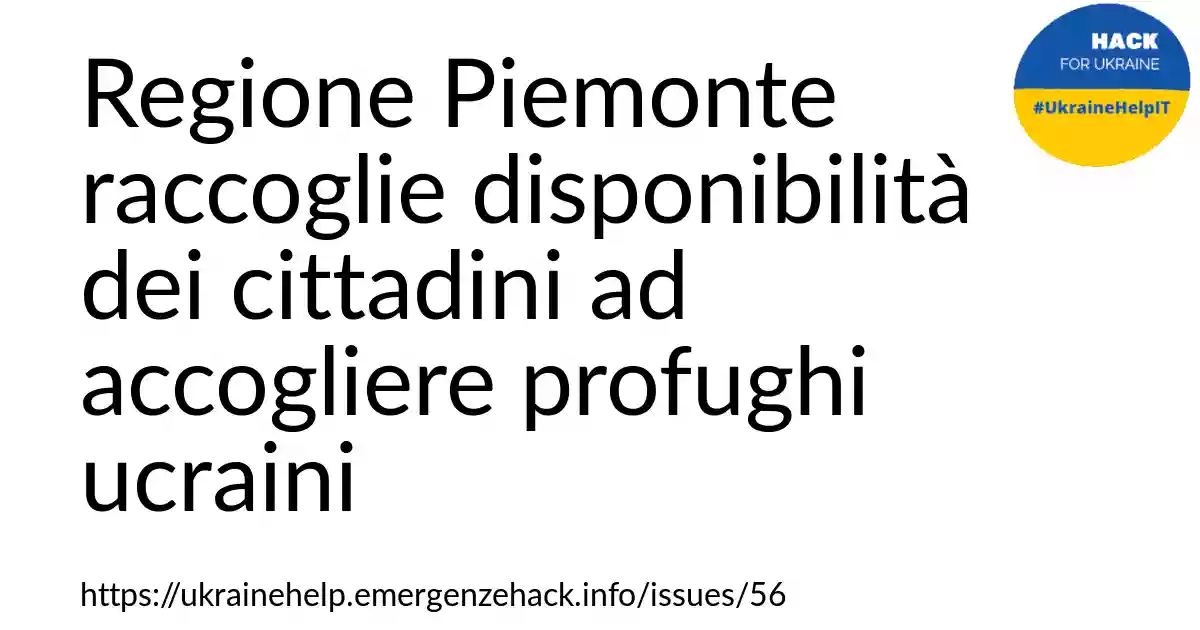 HACK
FOR UKRAINE
#UkraineHelpIT
Regione Piemonte
raccoglie disponibilità
dei cittadini ad
accogliere profughi
ucraini
https://ukrainehelp.emergenzehack.info/issues/56